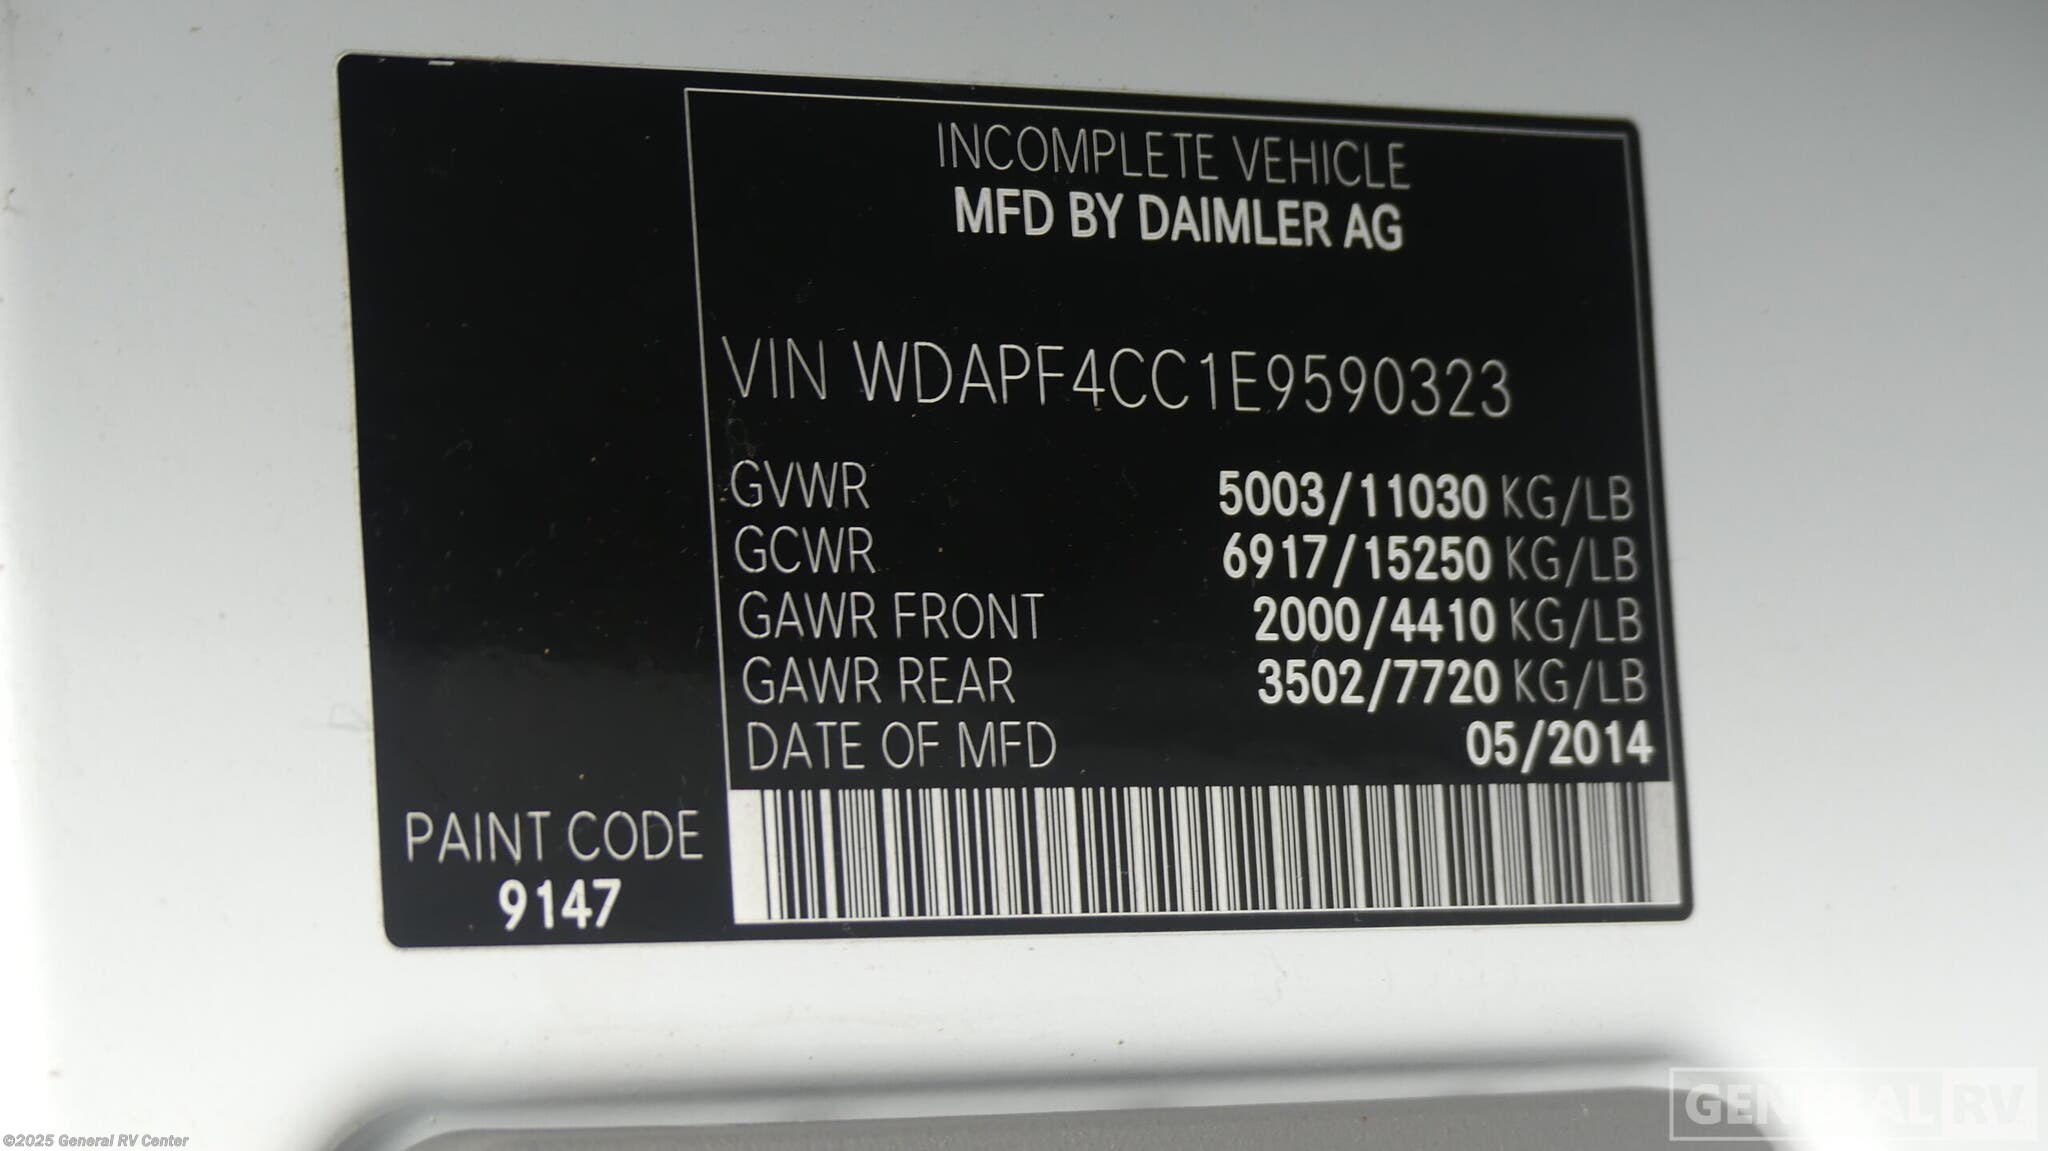 INCOMPLETE VEHICLE
MFD BY DAIMLER AG
VIN WDAPF4CC1E9590323
GVWR 5003/11030 KG/LB
GCWR 6917/15250 KG/LB
GAWR FRONT 2000/4410 KG/LB
GAWR REAR 3502/7720 KG/LB
DATE OF MFD 05/2014
PAINT CODE
9147
GENERAL RV
©2025 General RV Center